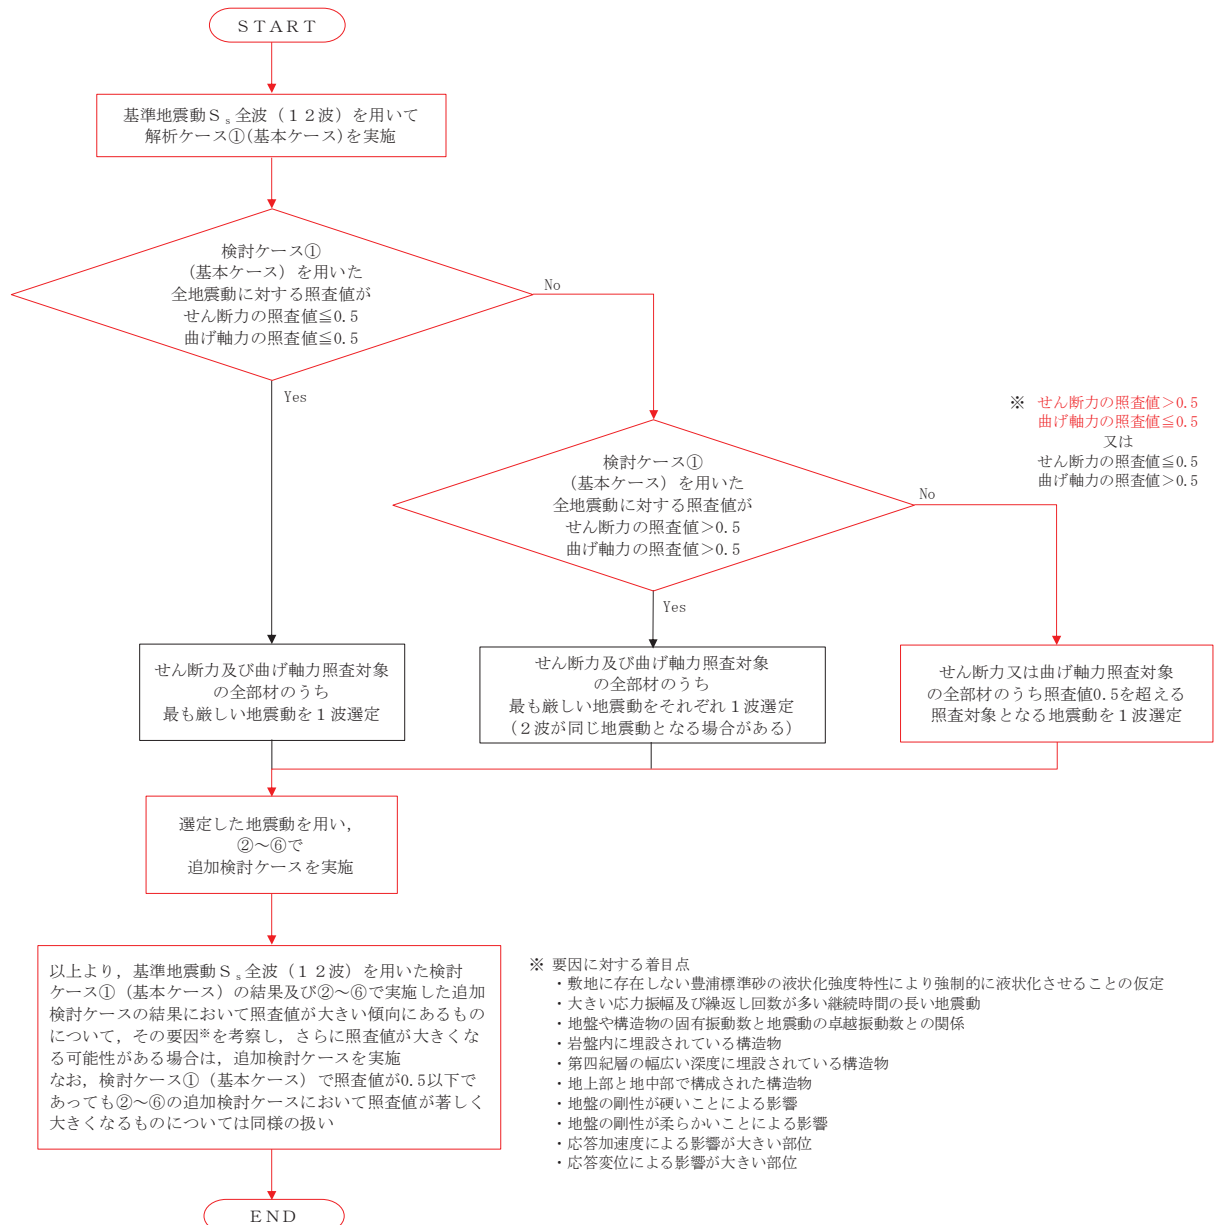 ＳＴＡＲＴ
基準地震動Ｓs全波（１２波）を用いて
解析ケース①(基本ケース)を実施
検討ケース①
（基本ケース）を用いた
全地震動に対する照査値が
せん断力の照査値≦0.5
曲げ軸力の照査値≦0.5
No
Yes
※ せん断力の照査値＞0.5
曲げ軸力の照査値≦0.5
又は
せん断力の照査値≦0.5
曲げ軸力の照査値＞0.5
検討ケース①
（基本ケース）を用いた
全地震動に対する照査値が
せん断力の照査値＞0.5
曲げ軸力の照査値＞0.5
No
Yes
せん断力及び曲げ軸力照査対象
の全部材のうち
最も厳しい地震動を１波選定
せん断力及び曲げ軸力照査対象
の全部材のうち
最も厳しい地震動をそれぞれ１波選定
（２波が同じ地震動となる場合がある）
せん断力又は曲げ軸力照査対象
の全部材のうち照査値0.5を超える
照査対象となる地震動を１波選定
選定した地震動を用い，
②～⑥で
追加検討ケースを実施
以上より，基準地震動Ｓs全波（１２波）を用いた検討
ケース①（基本ケース）の結果及び②～⑥で実施した追加
検討ケースの結果において照査値が大きい傾向にあるもの
について，その要因※を考察し，さらに照査値が大きくな
る可能性がある場合は，追加検討ケースを実施
なお，検討ケース①（基本ケース）で照査値が0.5以下で
あっても②～⑥の追加検討ケースにおいて照査値が著しく
大きくなるものについては同様の扱い
※ 要因に対する着目点
・敷地に存在しない豊浦標準砂の液状化強度特性により強制的に液状化させることの仮定
・大きい応力振幅及び繰返し回数が多い継続時間の長い地震動
・地盤や構造物の固有振動数と地震動の卓越振動数との関係
・岩盤内に埋設されている構造物
・第四紀層の幅広い深度に埋設されている構造物
・地上部と地中部で構成された構造物
・地盤の剛性が硬いことによる影響
・地盤の剛性が柔らかいことによる影響
・応答加速度による影響が大きい部位
・応答変位による影響が大きい部位
ＥＮＤ